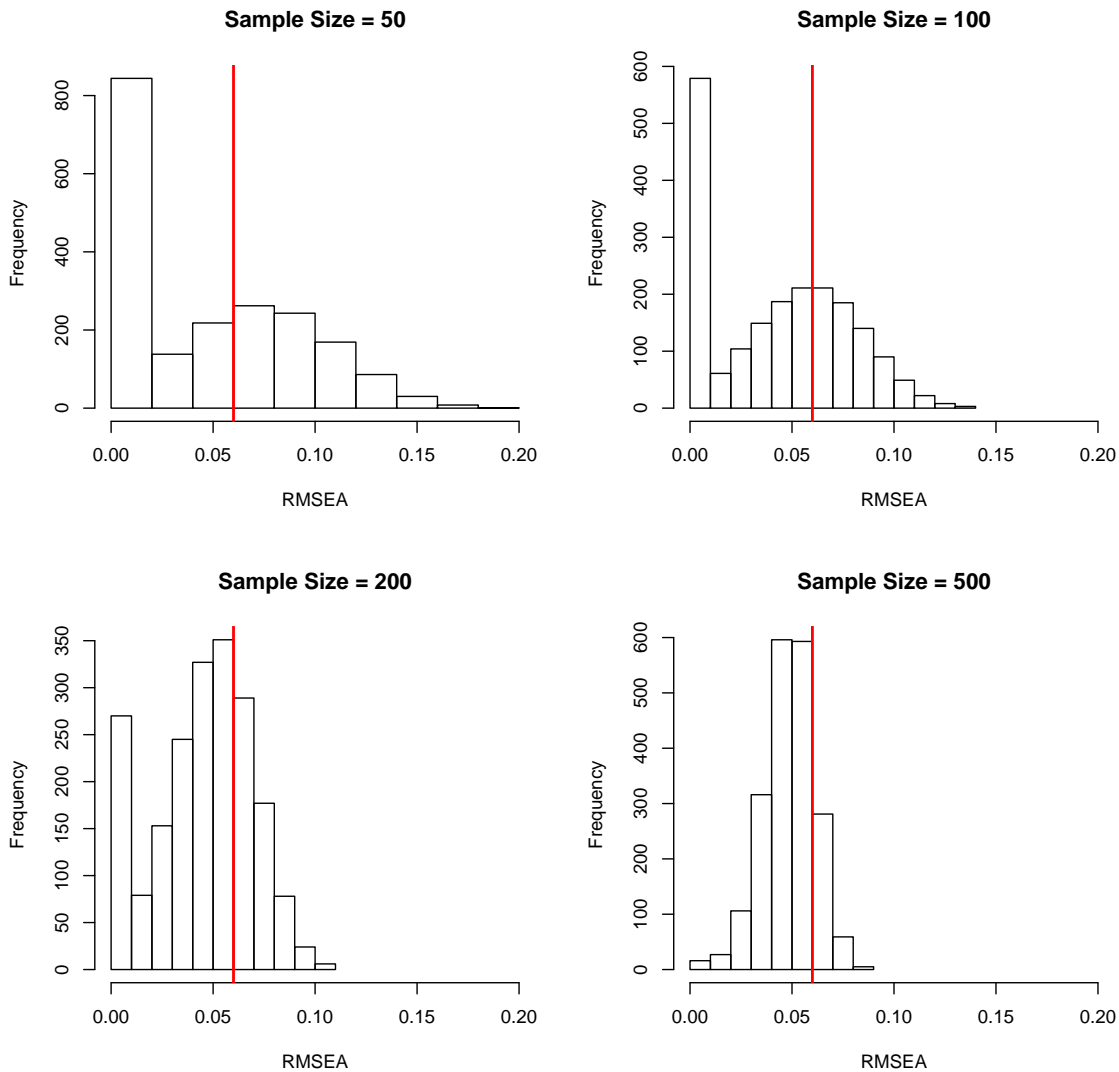 Sample Size = 50
Frequency
0 200 400 600 800
0.00 0.05 0.10 0.15 0.20
RMSEA
Sample Size = 100
Frequency
0 100 200 300 400 500 600
0.00 0.05 0.10 0.15 0.20
RMSEA
Sample Size = 200
Frequency
0 50 100 150 200 250 300 350
0.00 0.05 0.10 0.15 0.20
RMSEA
Sample Size = 500
Frequency
0 100 200 300 400 500 600
0.00 0.05 0.10 0.15 0.20
RMSEA